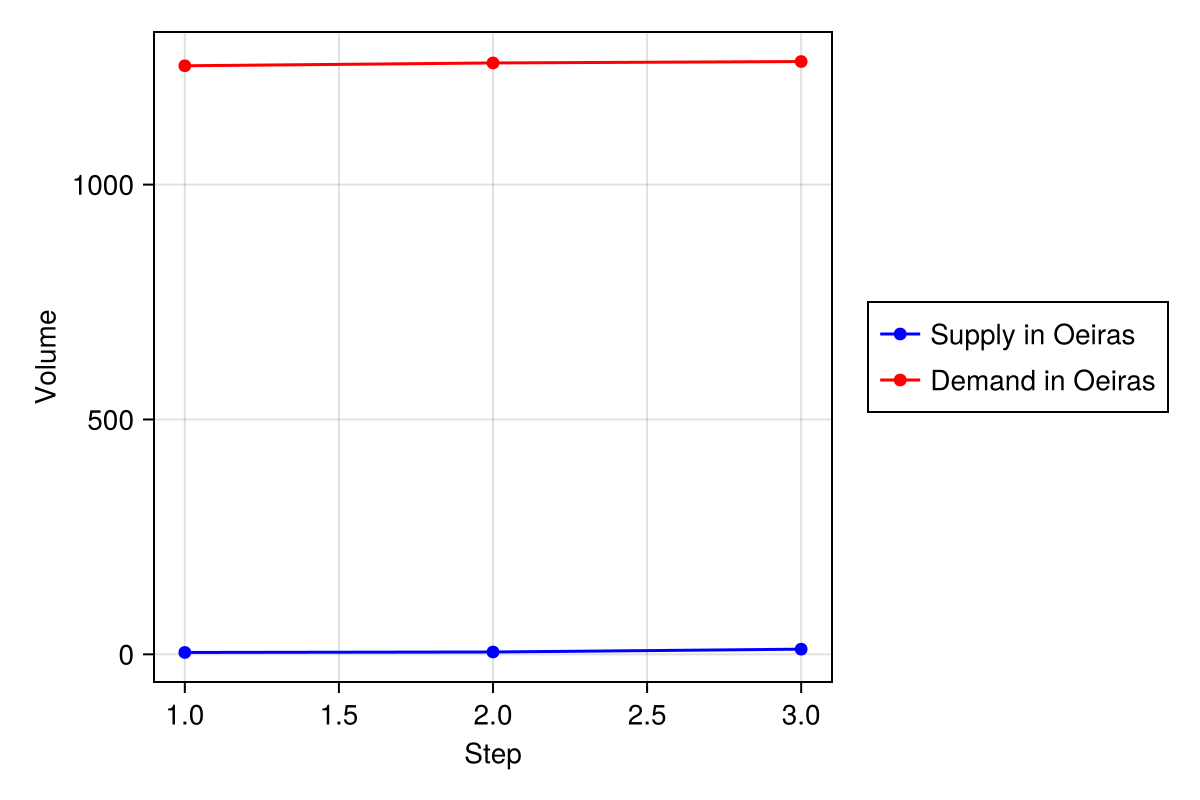 1000
500
0
Volume
1.0 1.5 2.0 2.5 3.0
Step
Supply in Oeiras
Demand in Oeiras